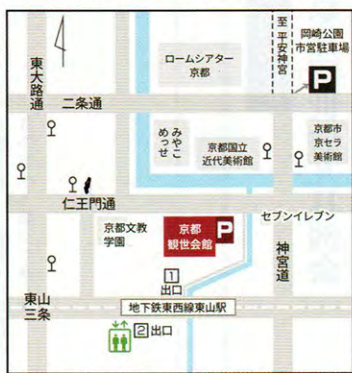 至
平安神宮
岡崎公園
市営駐車場
P
ロームシアター
京都
東大路通
二条通
みやこ
めっせ
京都国立
近代美術館
京都市
京セラ
美術館
仁王門通
セブンイレブン
京都文教
学園
京都
観世会館
P
神宮道
1
出口
東山
三条
地下鉄東西線東山駅
2 出口